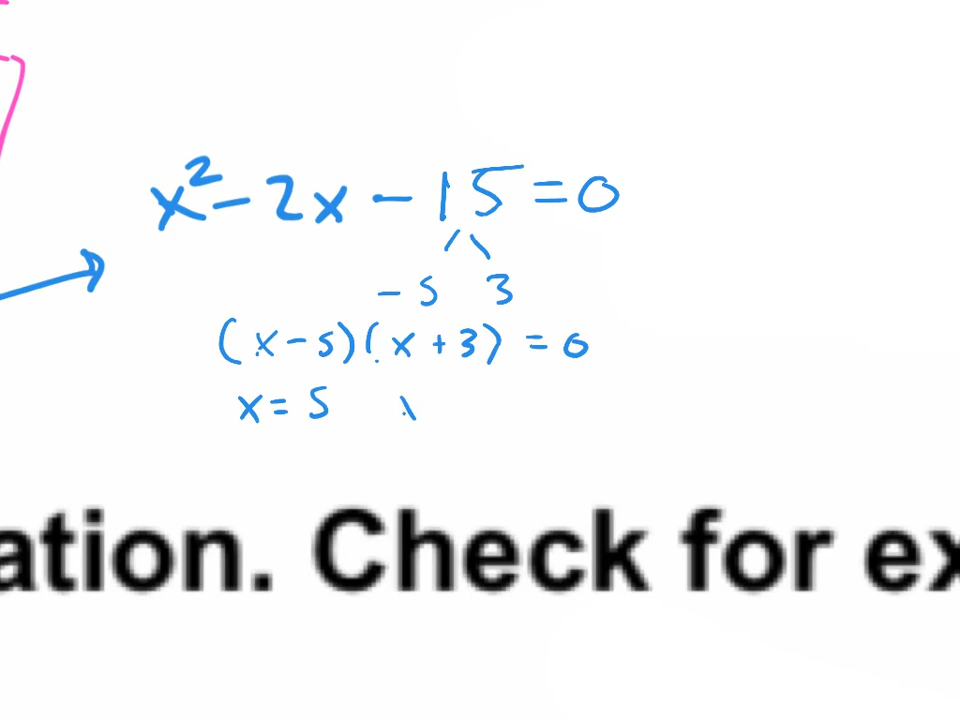 x² - 2x - 15 = 0
- 5 3
(x - 5)(x + 3) = 0
x = 5
ation. Check for ex